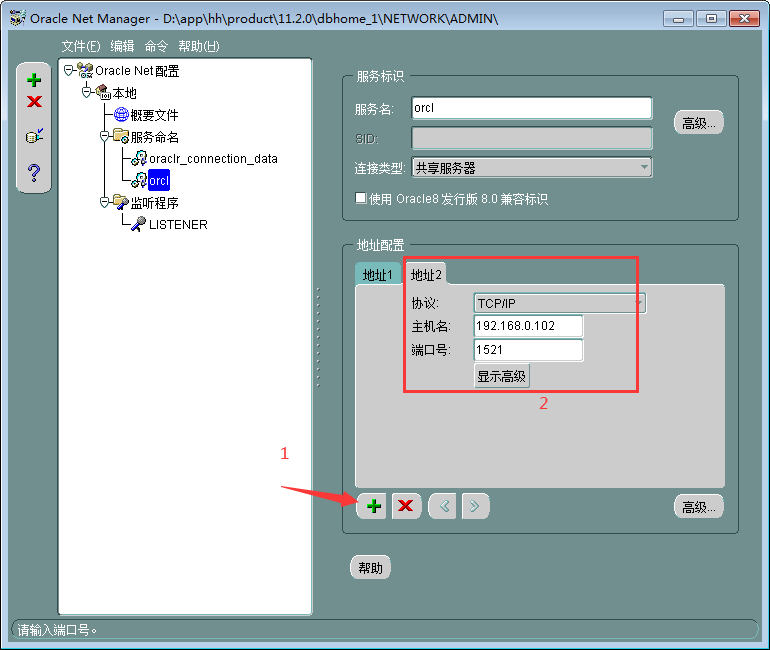 Oracle Net Manager - D:\app\hh\product\11.2.0\dbhome_1\NETWORK\ADMIN\
文件(F) 编辑 命令 帮助(H)
Oracle Net 配置
本地
概要文件
服务命名
oraclr_connection_data
orcl
监听程序
LISTENER
服务标识
服务名: orcl
高级...
SID:
连接类型: 共享服务器
使用 Oracle8 发行版 8.0 兼容标识
地址配置
地址1 地址2
协议: TCP/IP
主机名: 192.168.0.102
端口号: 1521
显示高级
2
1
高级...
帮助
请输入端口号。